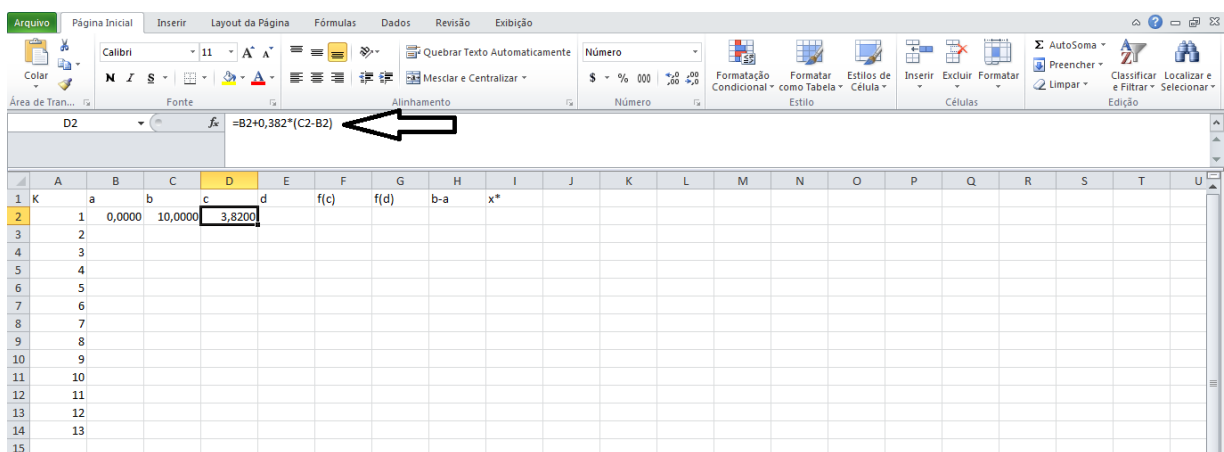 Arquivo Página Inicial Inserir Layout da Página Fórmulas Dados Revisão Exibição
Calibri 11 A A Quebrar Texto Automaticamente Número Σ AutoSoma
Colar N I S A Mesclar e Centralizar $ % 000 ,0 ,00 ,00 ,0 Formatação Condicional Formatar como Tabela Estilos de Célula Inserir Excluir Formatar Preencher Limpar Classificar e Filtrar Localizar e Selecionar
Área de Tran... Fonte Alinhamento Número Estilo Células Edição
D2 fx =B2+0,382*(C2-B2)
A B C D E F G H I J K L M N O P Q R S T U
1 K a b c d f(c) f(d) b-a x*
2 1 0,0000 10,0000 3,8200
3 2
4 3
5 4
6 5
7 6
8 7
9 8
10 9
11 10
12 11
13 12
14 13
15